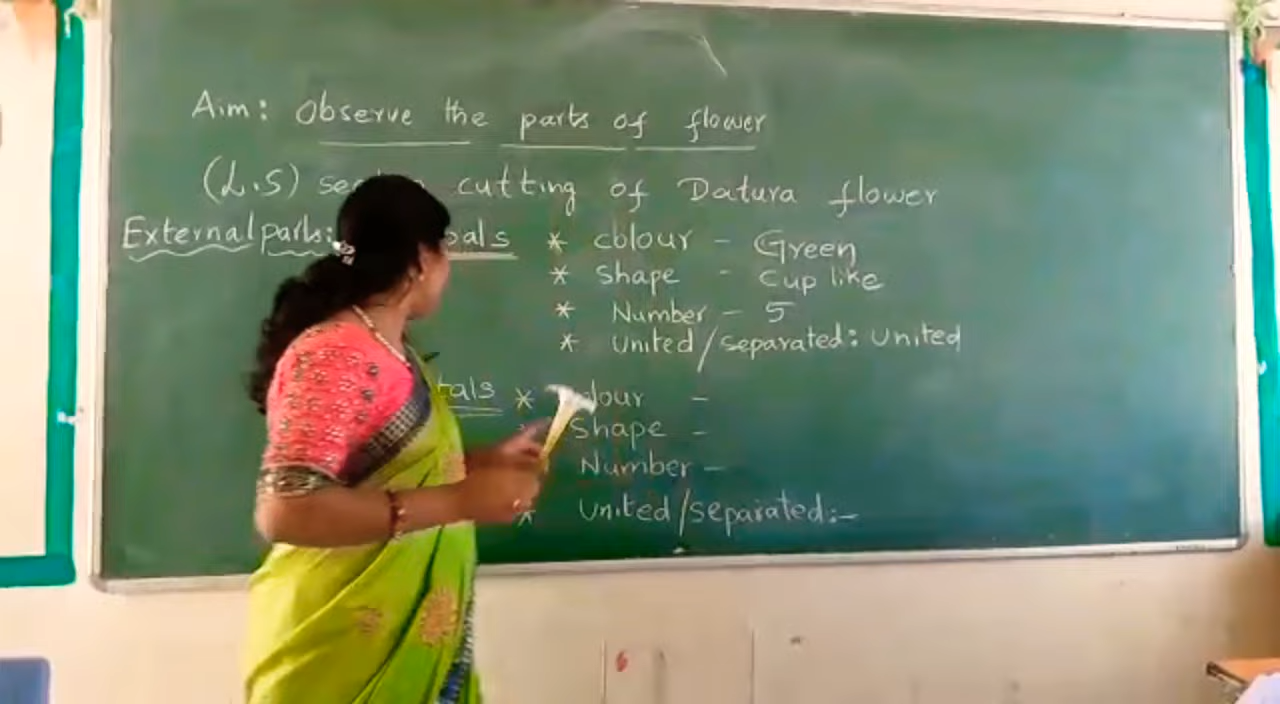 Aim: Observe the parts of flower
(L.S) cutting of Datura flower
External parts: * colour - Green
* Shape - Cup like
* Number - 5
* United/separated: United
*
Shape -
Number -
* United/separated:-